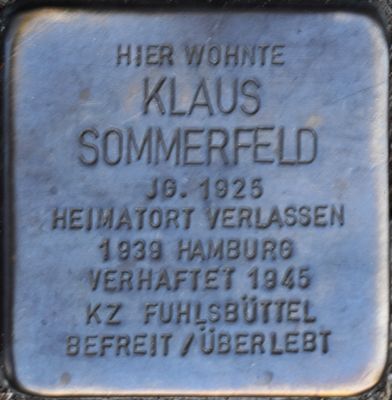 HIER WOHNTE
KLAUS
SOMMERFELD
JG. 1925
HEIMATORT VERLASSEN
1939 HAMBURG
VERHAFTET 1945
KZ FUHLSBÜTTEL
BEFREIT / ÜBERLEBT